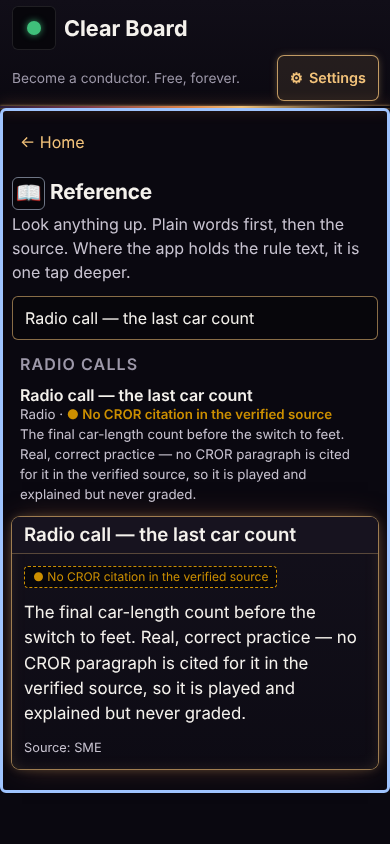 Clear Board
Become a conductor. Free, forever.
⚙ Settings
← Home
📖 Reference
Look anything up. Plain words first, then the
source. Where the app holds the rule text, it is
one tap deeper.
Radio call — the last car count
RADIO CALLS
Radio call — the last car count
Radio · ● No CROR citation in the verified source
The final car-length count before the switch to feet.
Real, correct practice — no CROR paragraph is cited
for it in the verified source, so it is played and
explained but never graded.
Radio call — the last car count
● No CROR citation in the verified source
The final car-length count before the
switch to feet. Real, correct practice — no
CROR paragraph is cited for it in the
verified source, so it is played and
explained but never graded.
Source: SME